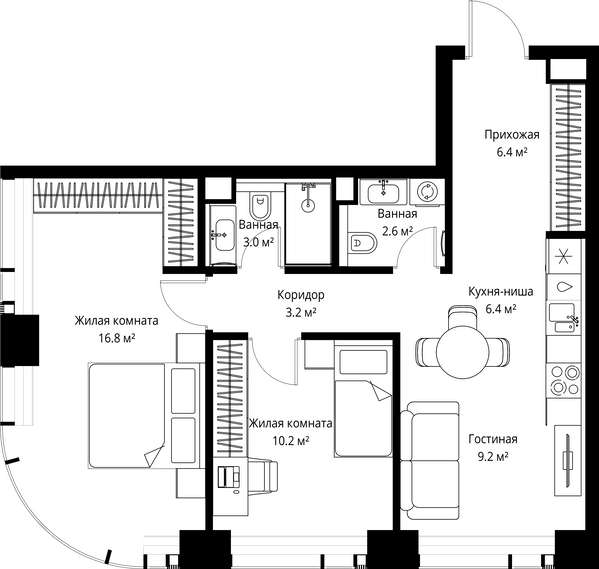 Прихожая
6.4 м²
Ванная
3.0 м²
Ванная
2.6 м²
Коридор
3.2 м²
Кухня-ниша
6.4 м²
Жилая комната
16.8 м²
Жилая комната
10.2 м²
Гостиная
9.2 м²